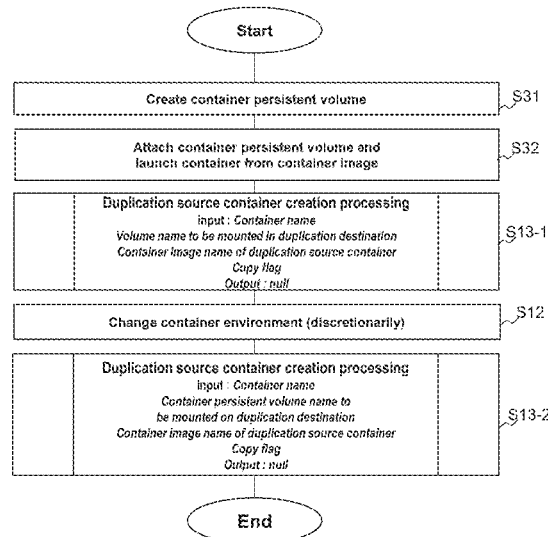 Start
Create container persistent volume
S31
Attach container persistent volume and
launch container from container image
S32
Duplication source container creation processing
Input : Container name
Volume name to be mounted in duplication destination
Container image name of duplication source container
Copy flag
Output : null
S13-1
Change container environment (discretionarily)
S12
Duplication source container creation processing
Input : Container name
Container persistent volume name to
be mounted on duplication destination
Container image name of duplication source container
Copy flag
Output : null
S13-2
End